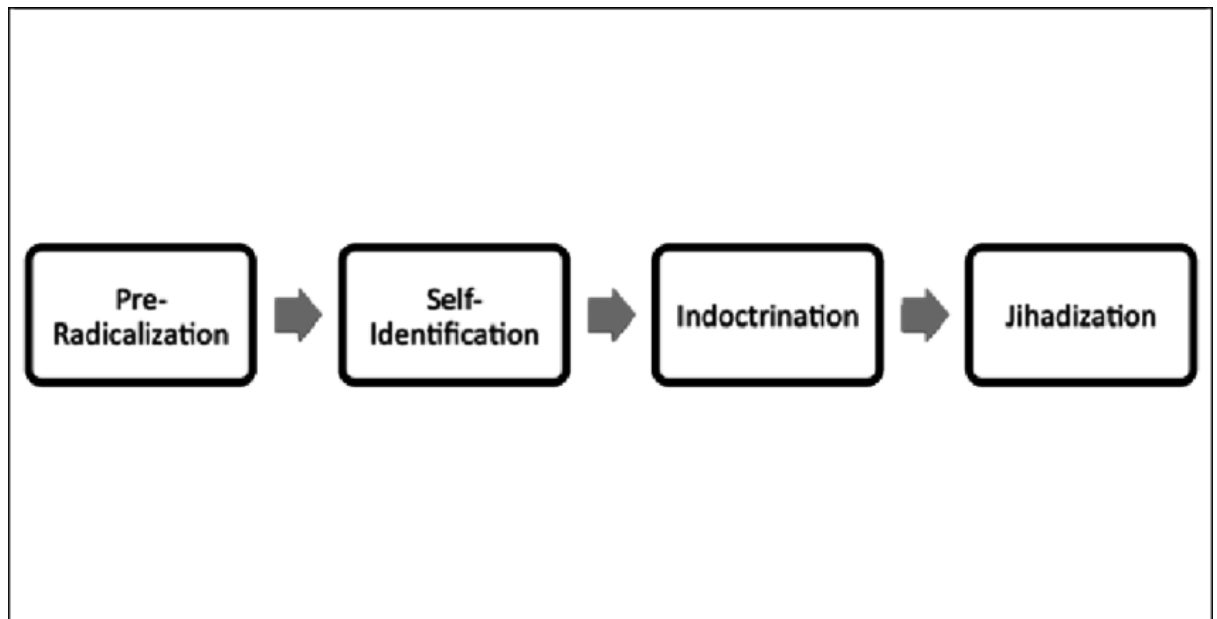 Pre-
Radicalization
Self-
Identification
Indoctrination
Jihadization